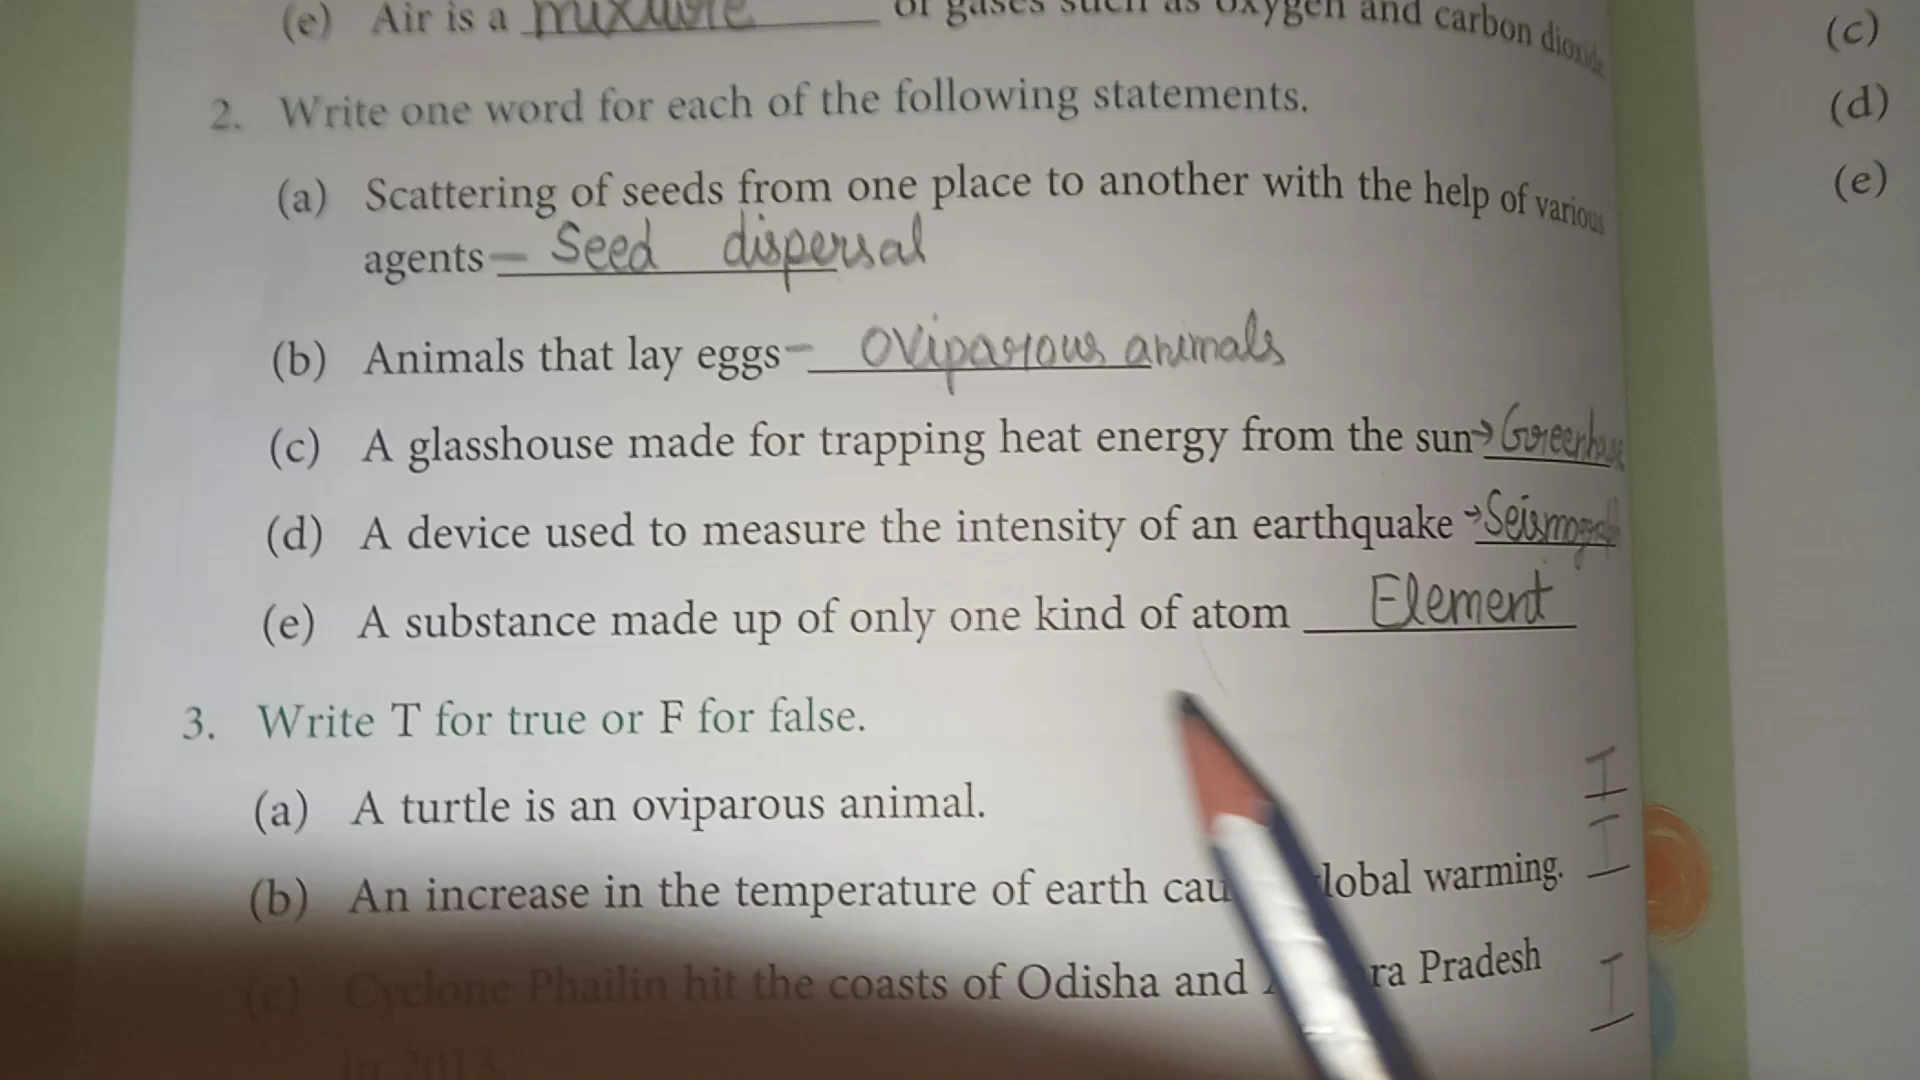 (e) Air is a mixture of gases such as oxygen and carbon dioxide
2. Write one word for each of the following statements.
(a) Scattering of seeds from one place to another with the help of various
agents - Seed dispersal
(b) Animals that lay eggs - oviparous animals
(c) A glasshouse made for trapping heat energy from the sun → Greenhouse
(d) A device used to measure the intensity of an earthquake → Seismograph
(e) A substance made up of only one kind of atom Element
3. Write T for true or F for false.
(a) A turtle is an oviparous animal. T
(b) An increase in the temperature of earth cau lobal warming. T
(c) Cyclone Phailin hit the coasts of Odisha and ra Pradesh T
in 2013.
(c)
(d)
(e)